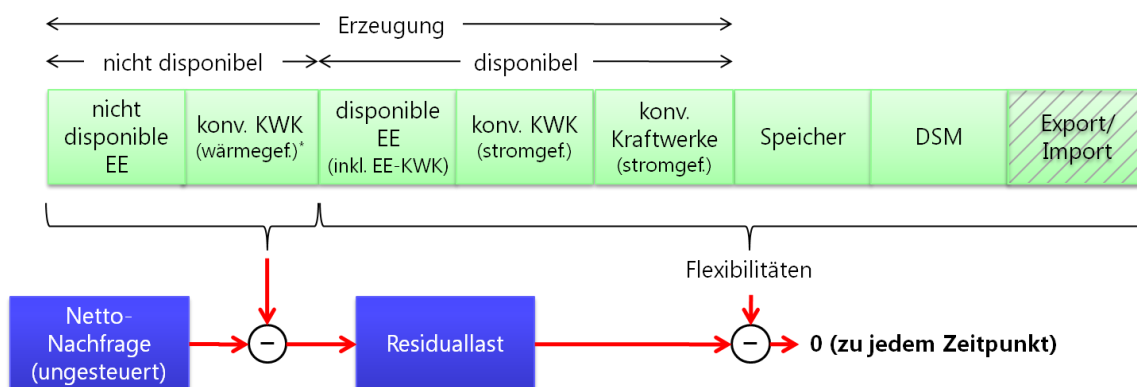 Erzeugung
nicht disponibel
disponibel
nicht
disponible
EE
konv. KWK
(wärmegef.)*
disponible
EE
(inkl. EE-KWK)
konv. KWK
(stromgef.)
konv.
Kraftwerke
(stromgef.)
Speicher
DSM
Export/
Import
Flexibilitäten
Netto-
Nachfrage
(ungesteuert)
−
Residuallast
−
0 (zu jedem Zeitpunkt)